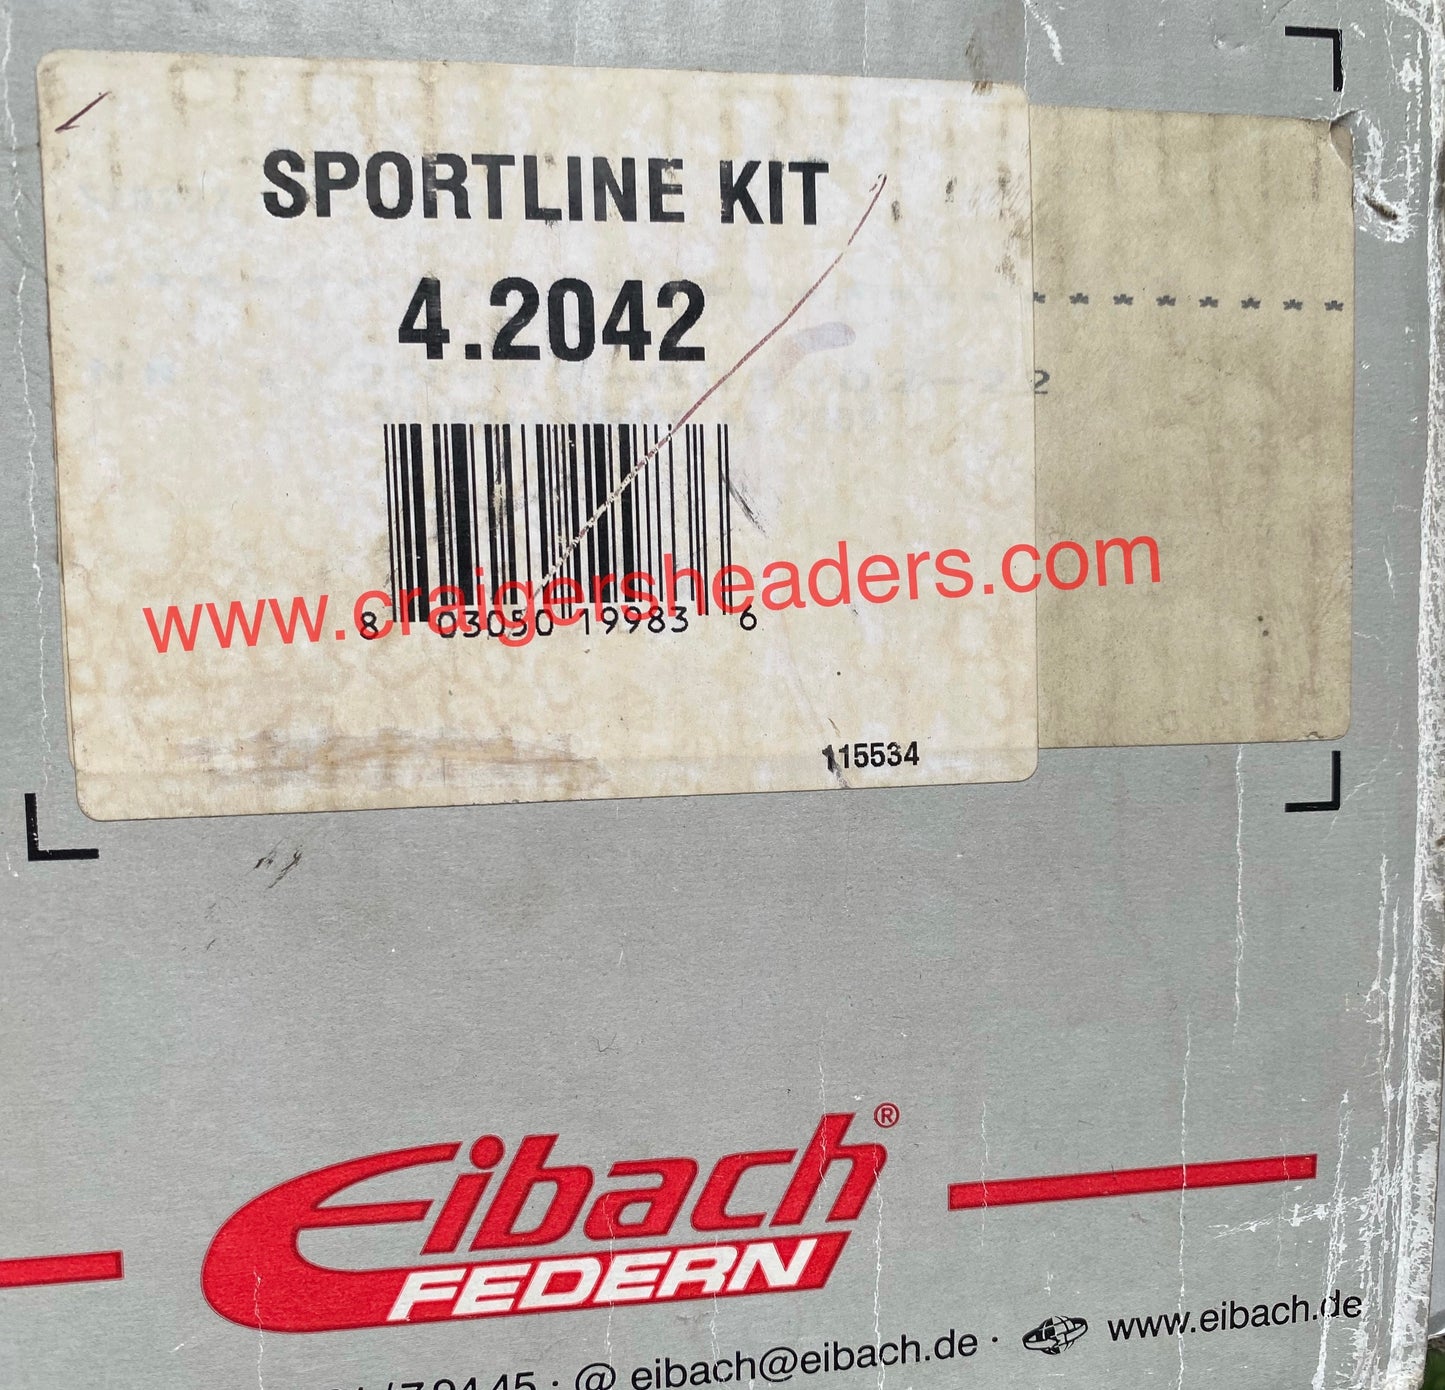 SPORTLINE KIT
4.2042
www.craigersheaders.com
8 03050 19983 6
115534
Eibach®
FEDERN
@ eibach@eibach.de · www.eibach.de